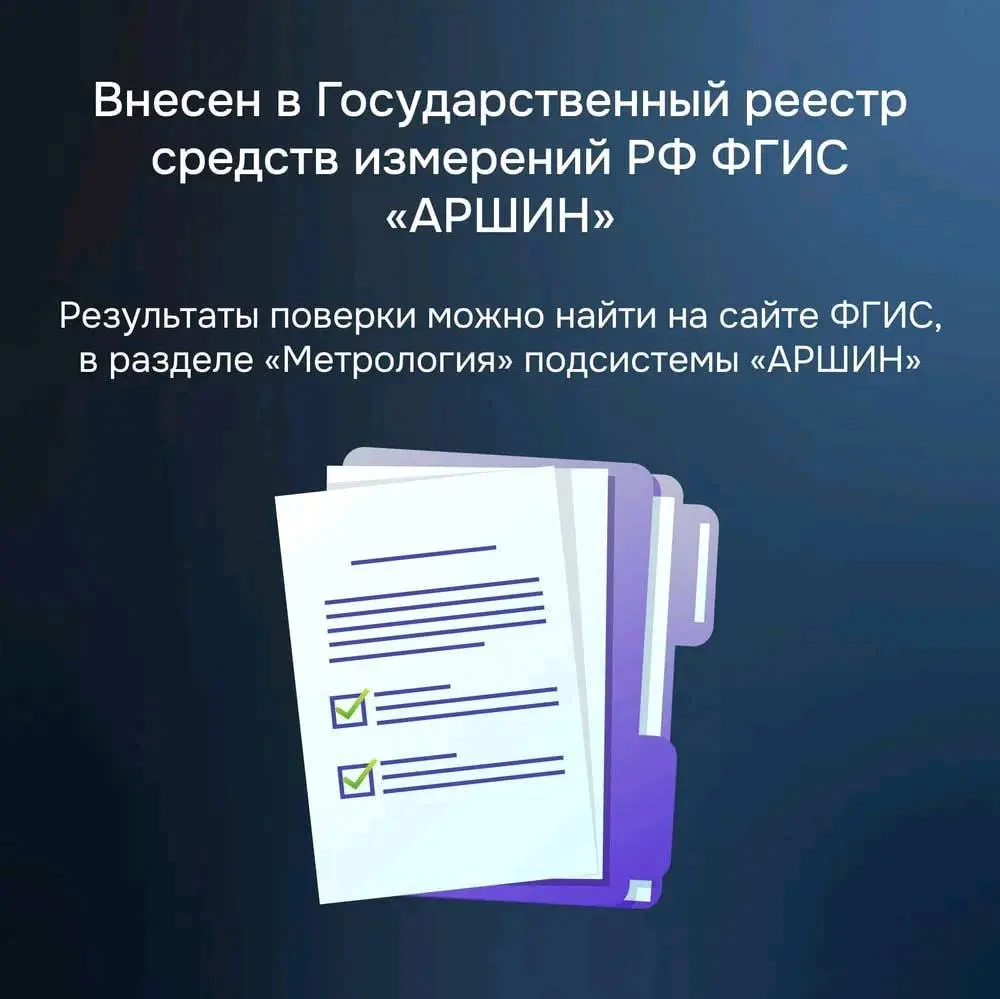 Внесен в Государственный реестр
средств измерений РФ ФГИС
«АРШИН»
Результаты поверки можно найти на сайте ФГИС,
в разделе «Метрология» подсистемы «АРШИН»